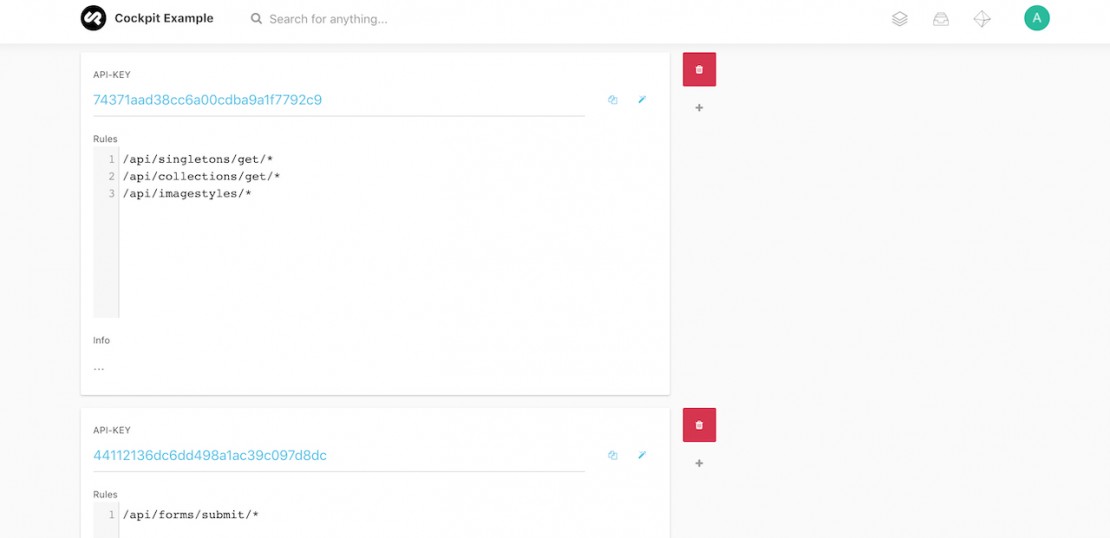 Cockpit Example
Search for anything...
A
API-KEY
74371aad38cc6a00cdba9a1f7792c9
Rules
1 /api/singletons/get/*
2 /api/collections/get/*
3 /api/imagestyles/*
Info
...
API-KEY
44112136dc6dd498a1ac39c097d8dc
Rules
1 /api/forms/submit/*